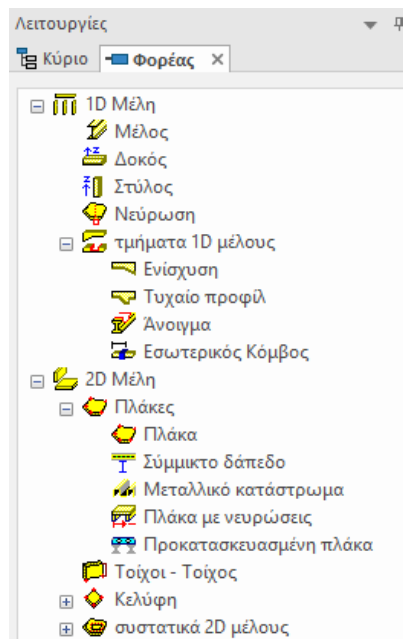 Λειτουργίες
Κύριο Φορέας
1D Μέλη
Μέλος
Δοκός
Στύλος
Νεύρωση
τμήματα 1D μέλους
Ενίσχυση
Τυχαίο προφίλ
Άνοιγμα
Εσωτερικός Κόμβος
2D Μέλη
Πλάκες
Πλάκα
Σύμμικτο δάπεδο
Μεταλλικό κατάστρωμα
Πλάκα με νευρώσεις
Προκατασκευασμένη πλάκα
Τοίχοι - Τοίχος
Κελύφη
συστατικά 2D μέλους